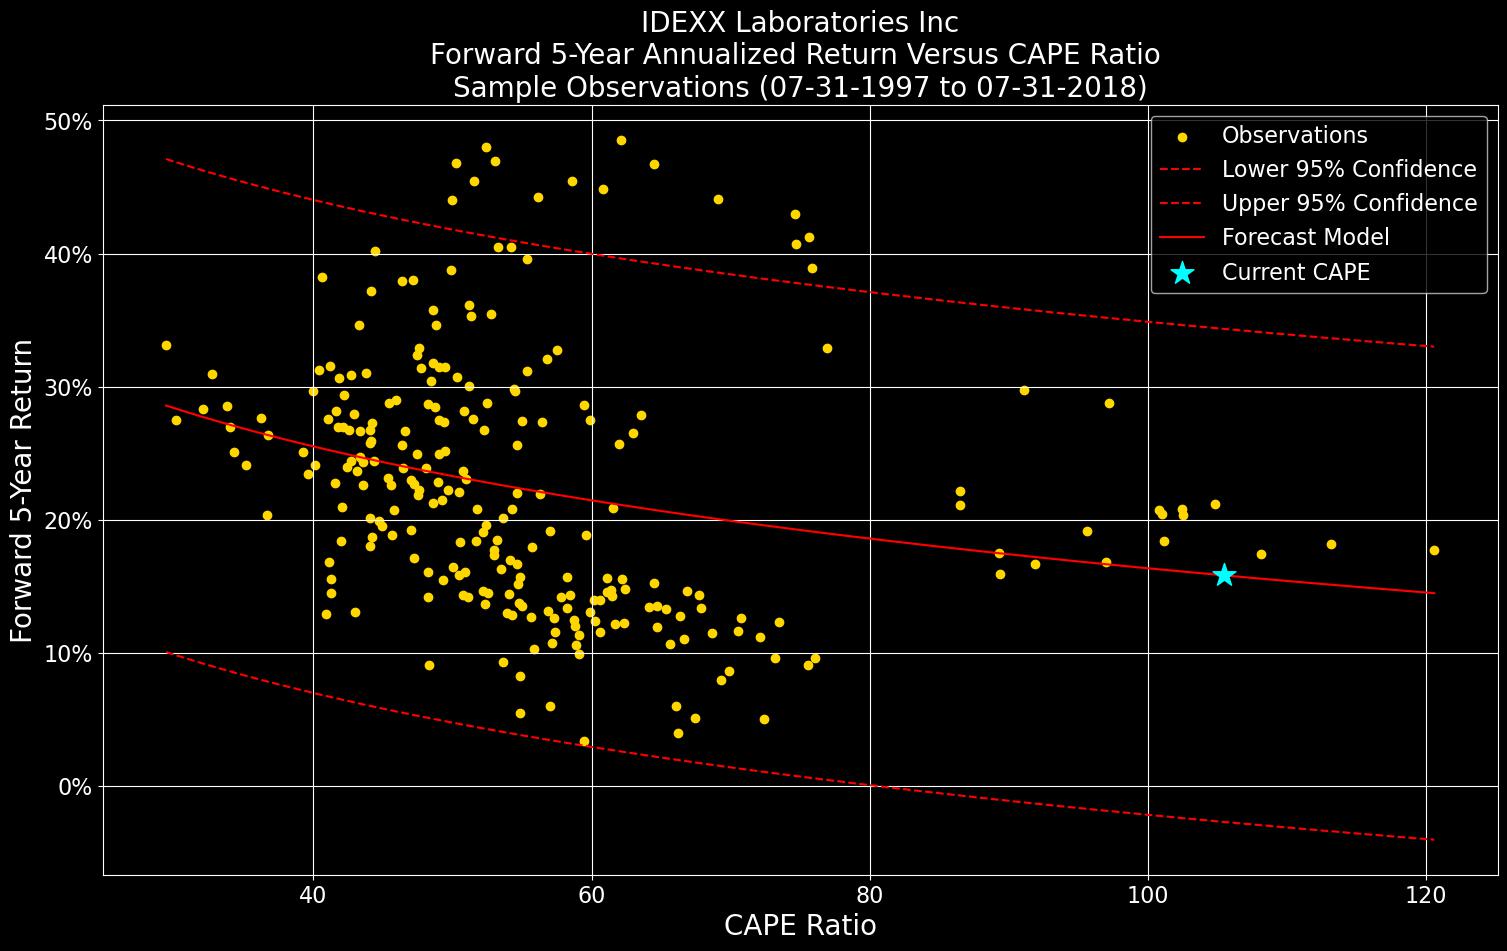 IDEXX Laboratories Inc
Forward 5-Year Annualized Return Versus CAPE Ratio
Sample Observations (07-31-1997 to 07-31-2018)
Observations
Lower 95% Confidence
Upper 95% Confidence
Forecast Model
Current CAPE
Forward 5-Year Return
50%
40%
30%
20%
10%
0%
40 60 80 100 120
CAPE Ratio